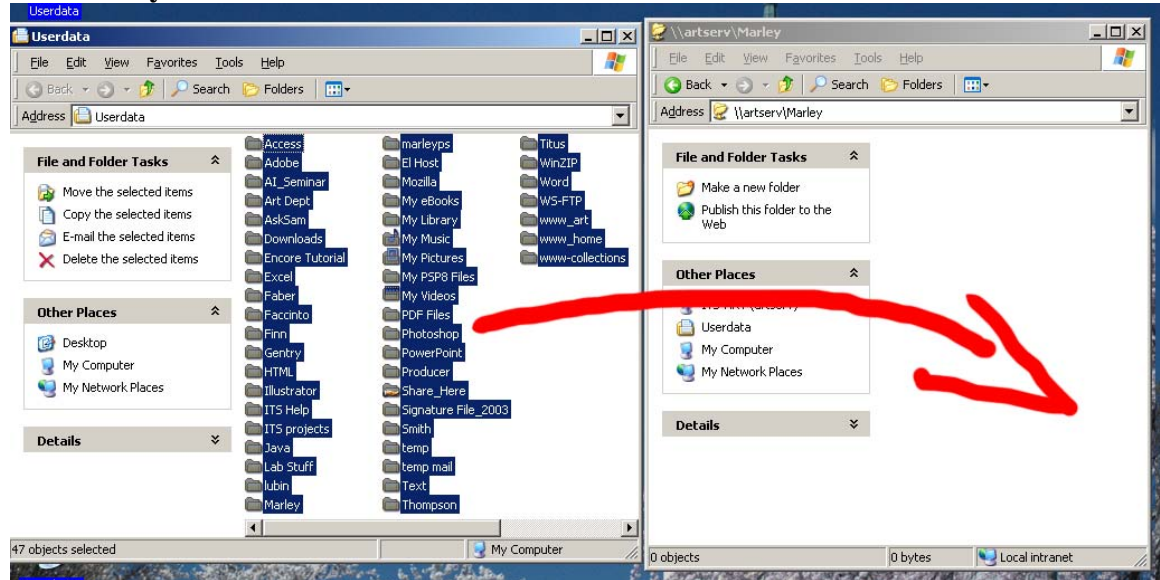 Userdata
Userdata
File Edit View Favorites Tools Help
Back Search Folders
Address Userdata
File and Folder Tasks
Move the selected items
Copy the selected items
E-mail the selected items
Delete the selected items
Other Places
Desktop
My Computer
My Network Places
Details
Access
Adobe
AI_Seminar
Art Dept
AskSam
Downloads
Encore Tutorial
Excel
Faber
Faccinto
Finn
Gentry
HTML
Illustrator
ITS Help
ITS projects
Java
Lab Stuff
lubin
Marley
marleyps
El Host
Mozilla
My eBooks
My Library
My Music
My Pictures
My PSP8 Files
My Videos
PDF Files
Photoshop
PowerPoint
Producer
Share_Here
Signature File_2003
Smith
temp
temp mail
Text
Thompson
Titus
WinZIP
Word
WS-FTP
www_art
www_home
www-collections
47 objects selected
My Computer
\\artserv\Marley
File Edit View Favorites Tools Help
Back Search Folders
Address \\artserv\Marley
File and Folder Tasks
Make a new folder
Publish this folder to the
Web
Other Places
Userdata
My Computer
My Network Places
Details
0 objects
0 bytes
Local intranet